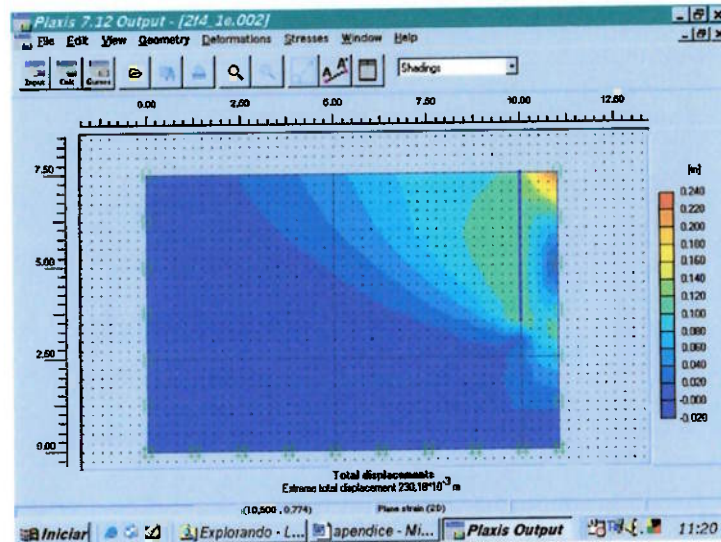 Plaxis 7.12 Output - [2f4_1e.002]
File Edit View Geometry Deformations Stresses Window Help
Input Calc Curves Shadings
0.00 2.50 5.00 7.50 10.00 12.50
7.50
5.00
2.50
0.00
[m]
0.240
0.220
0.200
0.180
0.160
0.140
0.120
0.100
0.080
0.060
0.040
0.020
-0.000
-0.020
Total displacements
Extreme total displacement 230,18*10^-3 m
(10,500 , 0.774) Plane strain (2D)
Iniciar Explorando - L... apendice - Mi... Plaxis Output 11:20